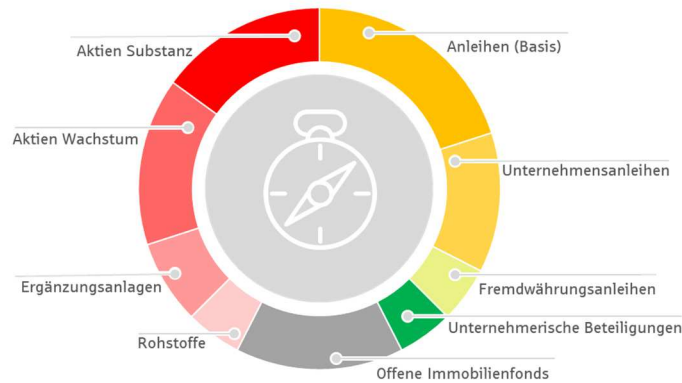 Aktien Substanz
Anleihen (Basis)
Aktien Wachstum
Unternehmensanleihen
Ergänzungsanlagen
Fremdwährungsanleihen
Rohstoffe
Unternehmerische Beteiligungen
Offene Immobilienfonds